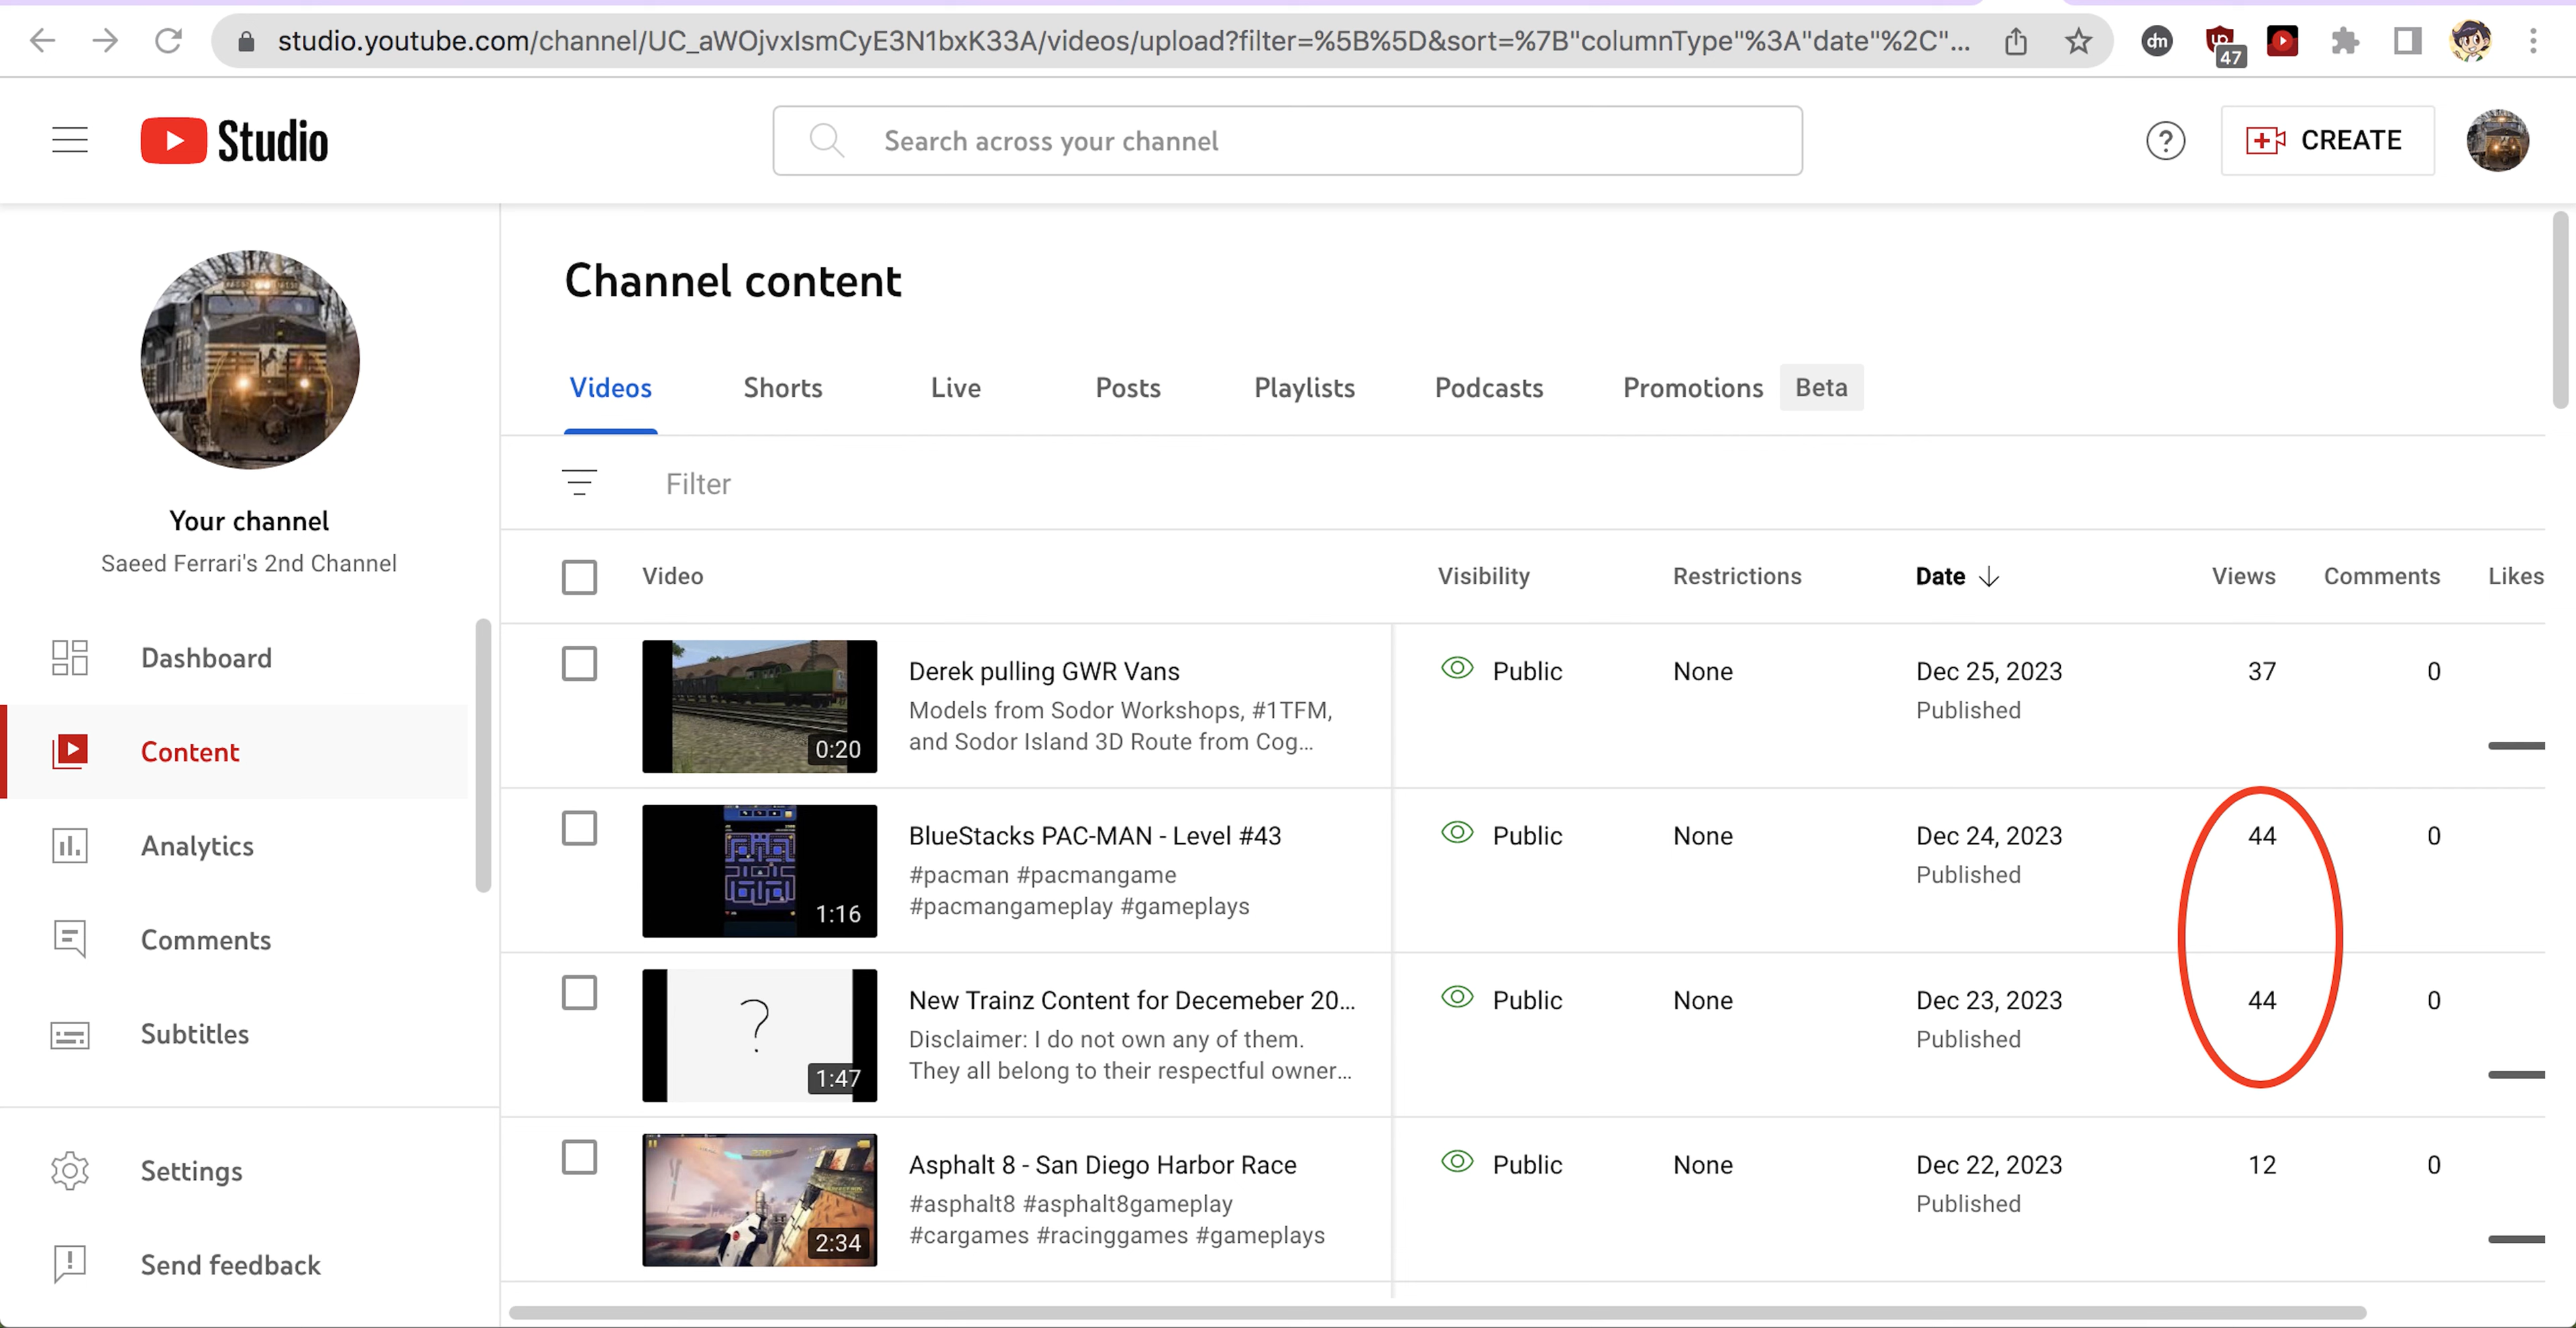 studio.youtube.com/channel/UC_aWOjvxIsmCyE3N1bxK33A/videos/upload?filter=%5B%5D&sort=%7B"columnType"%3A"date"%2C"...
dm
47
Studio
Search across your channel
?
CREATE
Your channel
Saeed Ferrari's 2nd Channel
Dashboard
Content
Analytics
Comments
Subtitles
Settings
Send feedback
Channel content
Videos Shorts Live Posts Playlists Podcasts Promotions Beta
Filter
Video Visibility Restrictions Date Views Comments Likes
0:20
Derek pulling GWR Vans
Models from Sodor Workshops, #1TFM,
and Sodor Island 3D Route from Cog...
Public None Dec 25, 2023 37 0
Published
1:16
BlueStacks PAC-MAN - Level #43
#pacman #pacmangame
#pacmangameplay #gameplays
Public None Dec 24, 2023 44 0
Published
?
1:47
New Trainz Content for Decemeber 20...
Disclaimer: I do not own any of them.
They all belong to their respectful owner...
Public None Dec 23, 2023 44 0
Published
2:34
Asphalt 8 - San Diego Harbor Race
#asphalt8 #asphalt8gameplay
#cargames #racinggames #gameplays
Public None Dec 22, 2023 12 0
Published